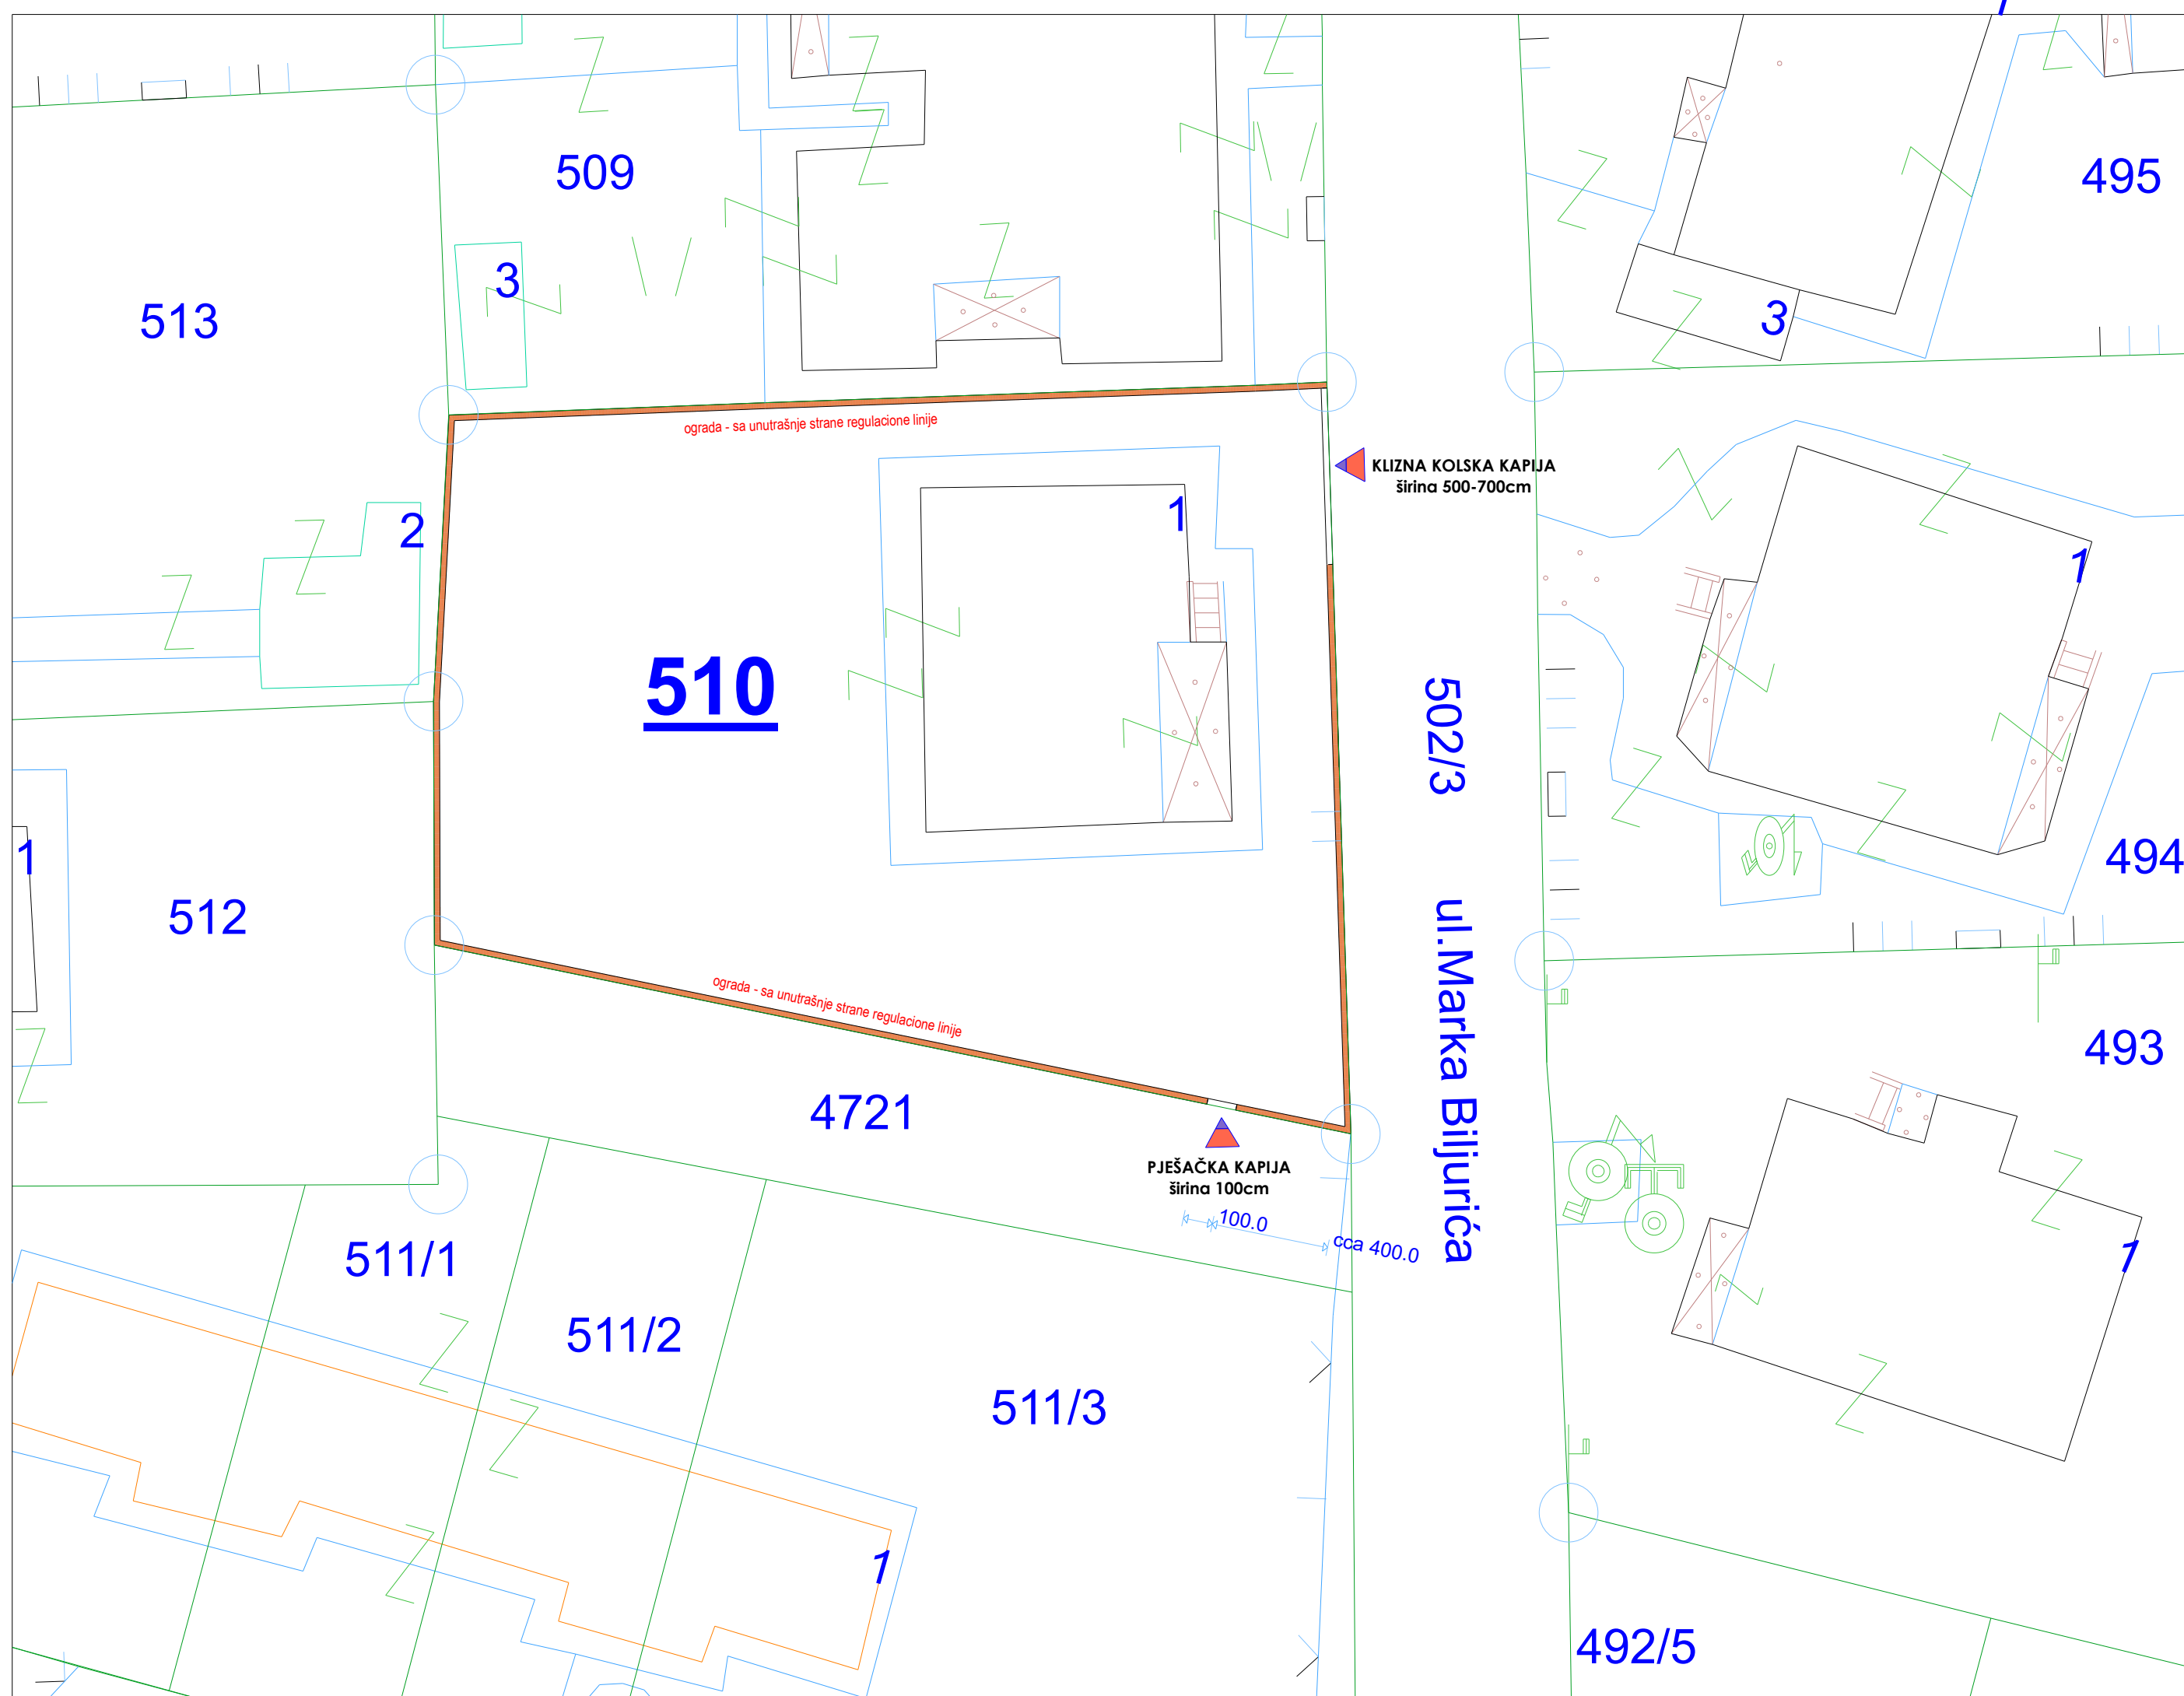 509
495
3
513
3
ograda - sa unutrašnje strane regulacione linije
KLIZNA KOLSKA KAPIJA
širina 500-700cm
1
2
1
510
502/3
1
494
512
ul.Marka Biljurića
ograda - sa unutrašnje strane regulacione linije
493
4721
PJEŠAČKA KAPIJA
širina 100cm
100.0
cca 400.0
1
511/1
511/2
511/3
1
492/5